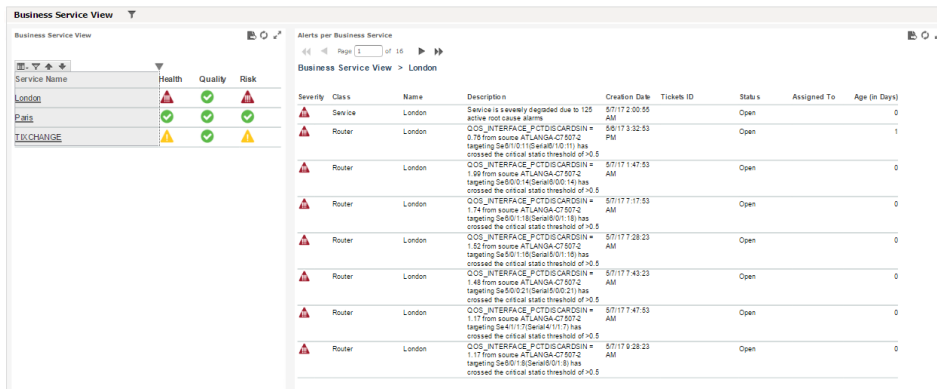 Business Service View
Business Service View
Service Name Health Quality Risk
London
Paris
TIXCHANGE
Alerts per Business Service
Page 1 of 16
Business Service View > London
Severity Class Name Description Creation Date Tickets ID Status Assigned To Age (in Days)
Service London Service is severely degraded due to 125 5/7/17 2:00:55 Open 0
active root cause alarms AM
Router London QOS_INTERFACE_PCTDISCARDSIN = 5/6/17 3:32:53 Open 1
0.76 from source ATLANGA-C7507-2 PM
targeting Se6/1/0:11(Serial6/1/0:11) has
crossed the critical static threshold of >0.5
Router London QOS_INTERFACE_PCTDISCARDSIN = 5/7/17 1:47:53 Open 0
1.99 from source ATLANGA-C7507-2 AM
targeting Se6/0/0:14(Serial6/0/0:14) has
crossed the critical static threshold of >0.5
Router London QOS_INTERFACE_PCTDISCARDSIN = 5/7/17 7:17:53 Open 0
1.74 from source ATLANGA-C7507-2 AM
targeting Se6/0/1:18(Serial6/0/1:18) has
crossed the critical static threshold of >0.5
Router London QOS_INTERFACE_PCTDISCARDSIN = 5/7/17 7:28:23 Open 0
1.52 from source ATLANGA-C7507-2 AM
targeting Se5/0/1:16(Serial5/0/1:16) has
crossed the critical static threshold of >0.5
Router London QOS_INTERFACE_PCTDISCARDSIN = 5/7/17 7:43:23 Open 0
1.48 from source ATLANGA-C7507-2 AM
targeting Se5/0/0:21(Serial5/0/0:21) has
crossed the critical static threshold of >0.5
Router London QOS_INTERFACE_PCTDISCARDSIN = 5/7/17 7:47:53 Open 0
1.17 from source ATLANGA-C7507-2 AM
targeting Se4/1/1:7(Serial4/1/1:7) has
crossed the critical static threshold of >0.5
Router London QOS_INTERFACE_PCTDISCARDSIN = 5/7/17 9:28:23 Open 0
1.17 from source ATLANGA-C7507-2 AM
targeting Se6/0/1:8(Serial6/0/1:8) has
crossed the critical static threshold of >0.5